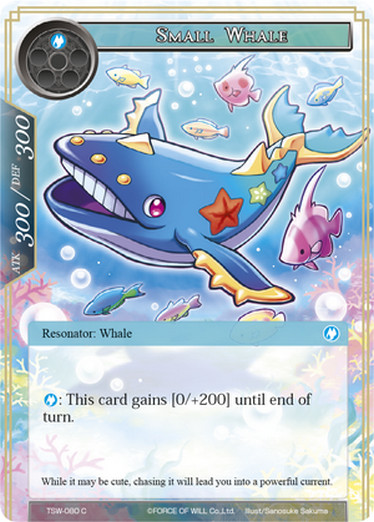 Small Whale
ATK 300 / DEF 300
Resonator: Whale
: This card gains [0/+200] until end of
turn.
While it may be cute, chasing it will lead you into a powerful current.
TSW-080 C ©FORCE OF WILL Co.,Ltd. Illust/Sanosuke Sakuma